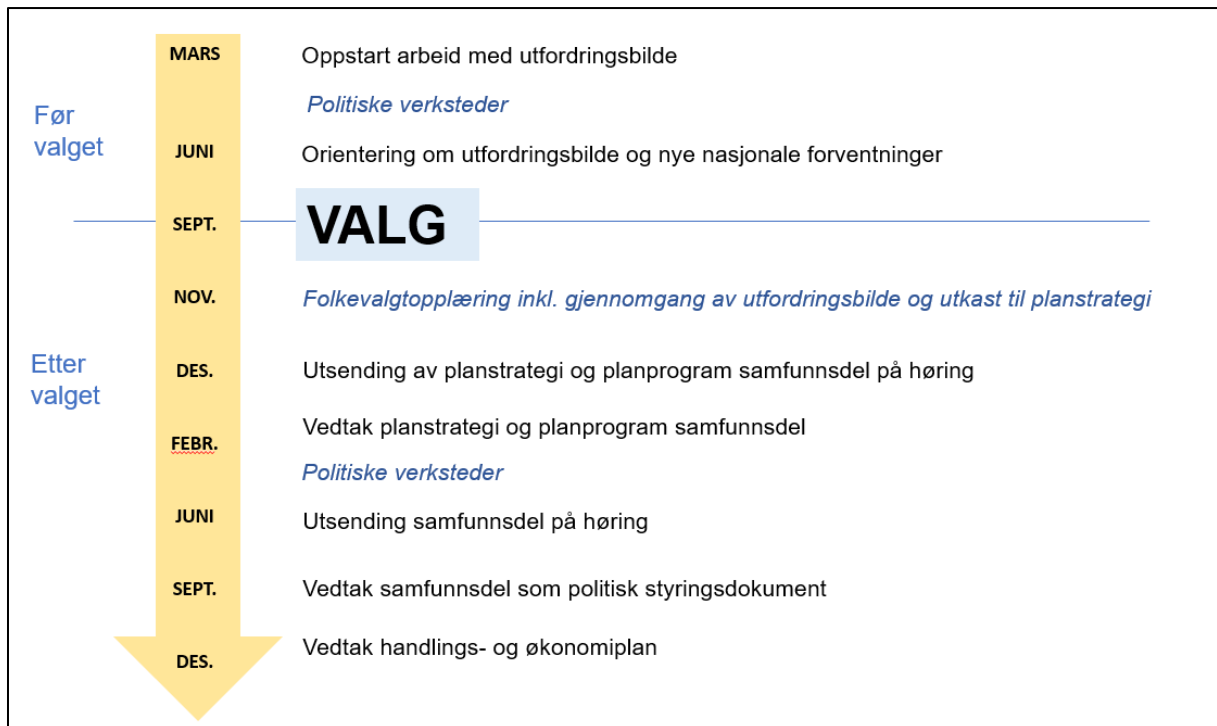 MARS
Oppstart arbeid med utfordringsbilde
Politiske verksteder
Før
valget
JUNI
Orientering om utfordringsbilde og nye nasjonale forventninger
SEPT.
VALG
NOV.
Folkevalgtopplæring inkl. gjennomgang av utfordringsbilde og utkast til planstrategi
Etter
valget
DES.
Utsending av planstrategi og planprogram samfunnsdel på høring
FEBR.
Vedtak planstrategi og planprogram samfunnsdel
Politiske verksteder
JUNI
Utsending samfunnsdel på høring
SEPT.
Vedtak samfunnsdel som politisk styringsdokument
DES.
Vedtak handlings- og økonomiplan